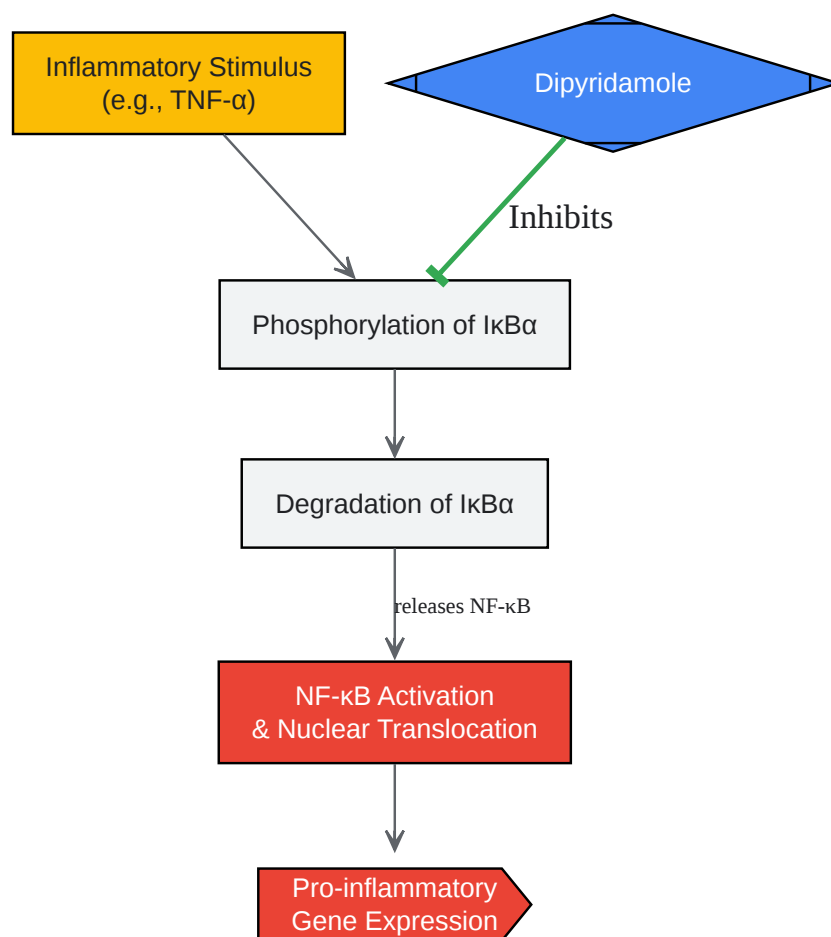 Inflammatory Stimulus
(e.g., TNF-α)
Dipyridamole
Inhibits
Phosphorylation of IκBα
Degradation of IκBα
releases NF-κB
NF-κB Activation
& Nuclear Translocation
Pro-inflammatory
Gene Expression